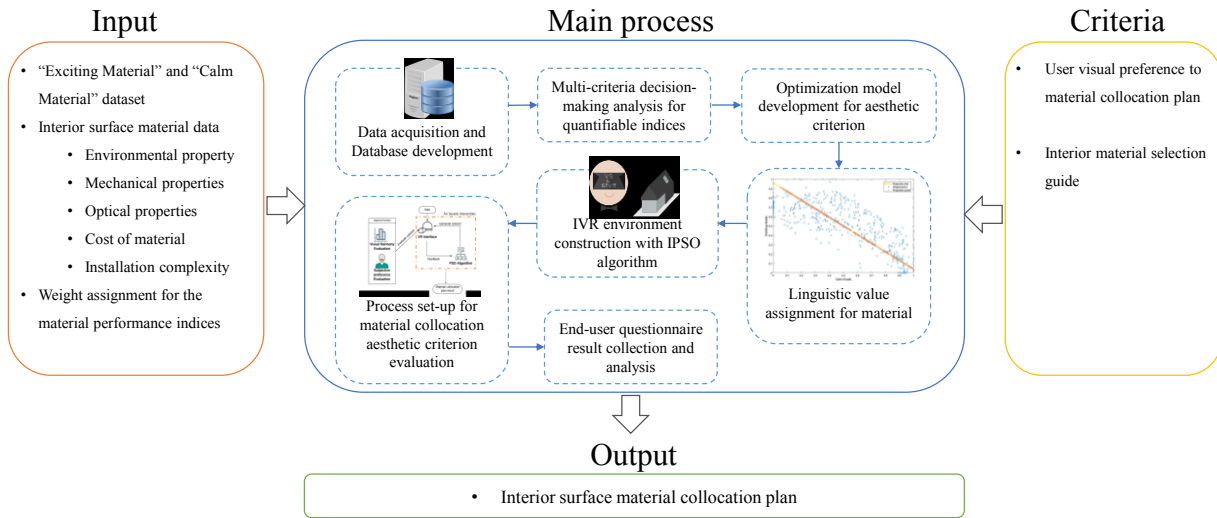 Input
• “Exciting Material” and “Calm
Material” dataset
• Interior surface material data
• Environmental property
• Mechanical properties
• Optical properties
• Cost of material
• Installation complexity
• Weight assignment for the
material performance indices
Main process
Data acquisition and
Database development
Multi-criteria decision-
making analysis for
quantifiable indices
Optimization model
development for aesthetic
criterion
Linguistic value
assignment for material
IVR environment
construction with IPSO
algorithm
Process set-up for
material collocation
aesthetic criterion
evaluation
End-user questionnaire
result collection and
analysis
Criteria
• User visual preference to
material collocation plan
• Interior material selection
guide
Output
• Interior surface material collocation plan